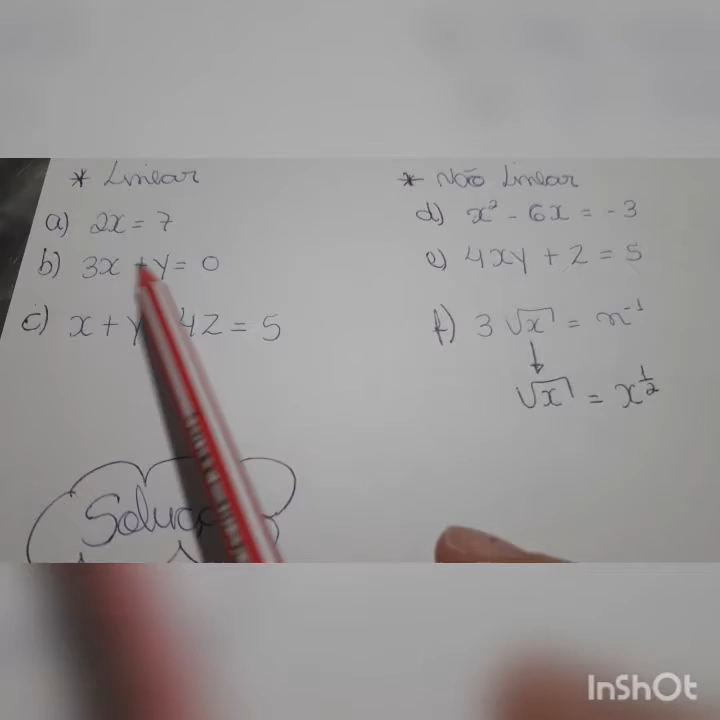 * Linear
a) 2x = 7
b) 3x + y = 0
c) x + y 4z = 5
* Não Linear
d) x² - 6x = -3
e) 4xy + z = 5
f) 3 √x = n⁻¹
↓
√x = x^½
InShOt